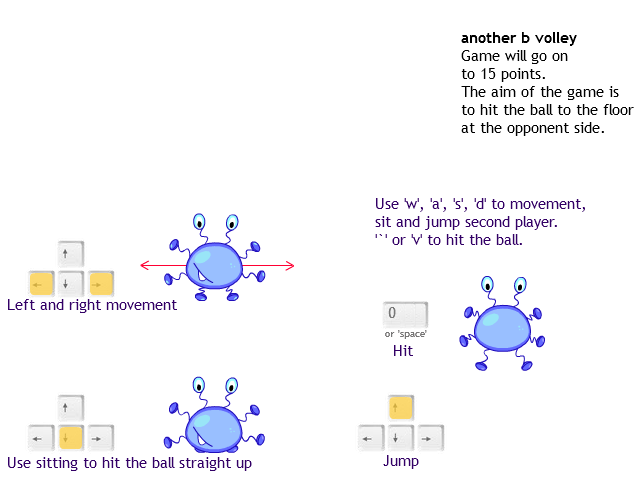 another b volley
Game will go on
to 15 points.
The aim of the game is
to hit the ball to the floor
at the opponent side.
Use 'w', 'a', 's', 'd' to movement,
sit and jump second player.
'`' or 'v' to hit the ball.
↑
← ↓ →
Left and right movement
0
or 'space'
Hit
↑
← ↓ →
Use sitting to hit the ball straight up
↑
← ↓ →
Jump